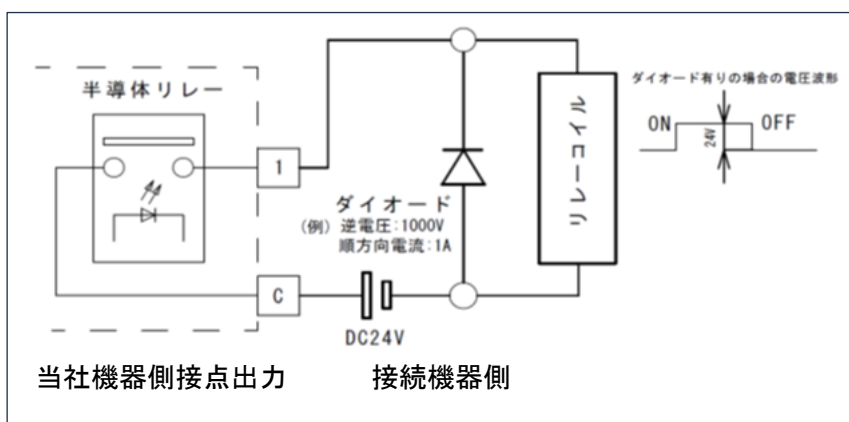 半導体リレー
1
C
ダイオード
(例) 逆電圧:1000V
順方向電流:1A
DC24V
リレーコイル
ダイオード有りの場合の電圧波形
ON
24V
OFF
当社機器側接点出力
接続機器側